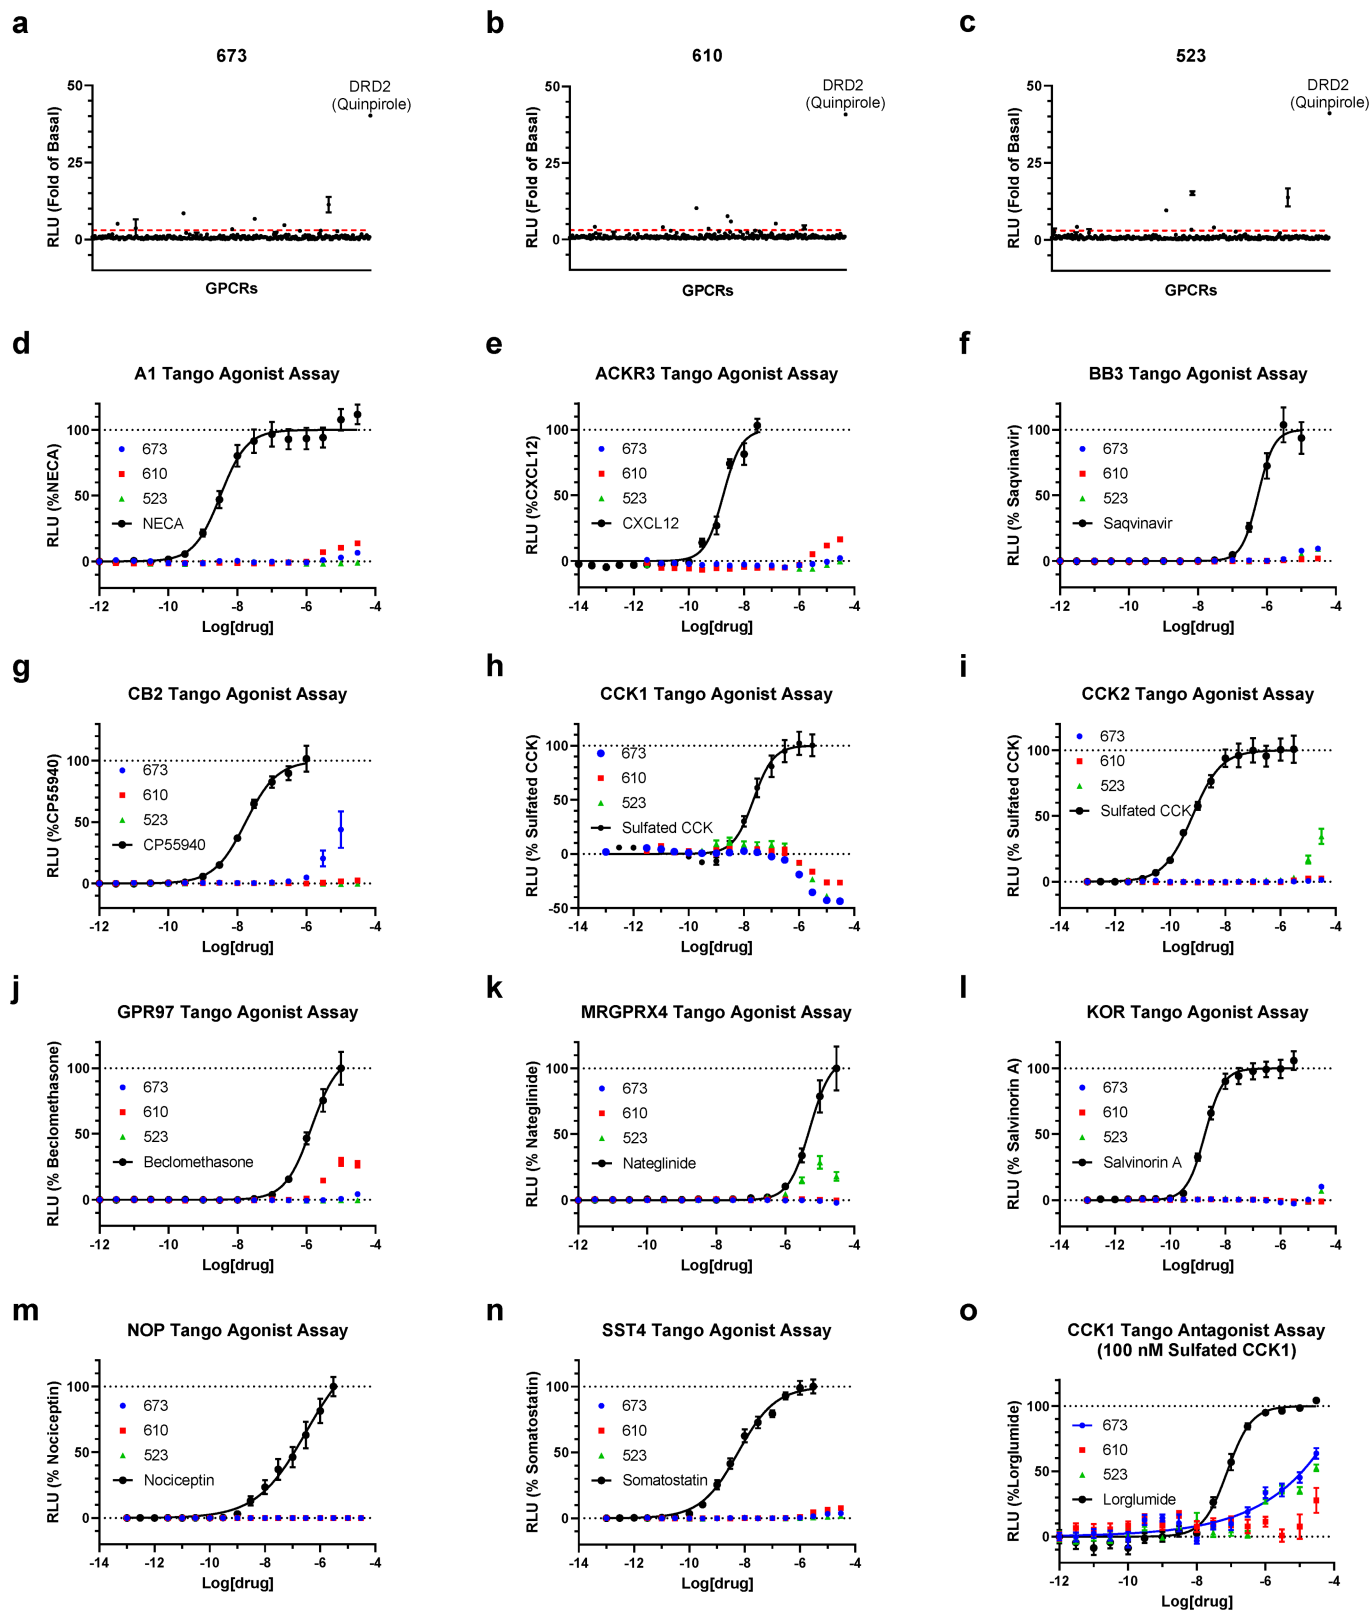 a
673
DRD2
(Quinpirole)
50
25
0
RLU (Fold of Basal)
GPCRs
b
610
DRD2
(Quinpirole)
50
25
0
RLU (Fold of Basal)
GPCRs
c
523
DRD2
(Quinpirole)
50
25
0
RLU (Fold of Basal)
GPCRs
d
A1 Tango Agonist Assay
RLU (%NECA)
100
50
0
673
610
523
NECA
-12 -10 -8 -6 -4
Log[drug]
e
ACKR3 Tango Agonist Assay
RLU (%CXCL12)
100
50
0
673
610
523
CXCL12
-14 -12 -10 -8 -6 -4
Log[drug]
f
BB3 Tango Agonist Assay
RLU (% Saqvinavir)
100
50
0
673
610
523
Saqvinavir
-12 -10 -8 -6 -4
Log[drug]
g
CB2 Tango Agonist Assay
RLU (%CP55940)
100
50
0
673
610
523
CP55940
-12 -10 -8 -6 -4
Log[drug]
h
CCK1 Tango Agonist Assay
RLU (% Sulfated CCK)
100
50
0
-50
673
610
523
Sulfated CCK
-14 -12 -10 -8 -6 -4
Log[drug]
i
CCK2 Tango Agonist Assay
RLU (% Sulfated CCK)
100
50
0
673
610
523
Sulfated CCK
-14 -12 -10 -8 -6 -4
Log[drug]
j
GPR97 Tango Agonist Assay
RLU (% Beclomethasone)
100
50
0
673
610
523
Beclomethasone
-12 -10 -8 -6 -4
Log[drug]
k
MRGPRX4 Tango Agonist Assay
RLU (% Nateglinide)
100
50
0
673
610
523
Nateglinide
-12 -10 -8 -6 -4
Log[drug]
l
KOR Tango Agonist Assay
RLU (% Salvinorin A)
100
50
0
673
610
523
Salvinorin A
-14 -12 -10 -8 -6 -4
Log[drug]
m
NOP Tango Agonist Assay
RLU (% Nociceptin)
100
50
0
673
610
523
Nociceptin
-14 -12 -10 -8 -6 -4
Log[drug]
n
SST4 Tango Agonist Assay
RLU (% Somatostatin)
100
50
0
673
610
523
Somatostatin
-14 -12 -10 -8 -6 -4
Log[drug]
o
CCK1 Tango Antagonist Assay
(100 nM Sulfated CCK1)
RLU (%Lorglumide)
100
50
0
673
610
523
Lorglumide
-12 -10 -8 -6 -4
Log[drug]